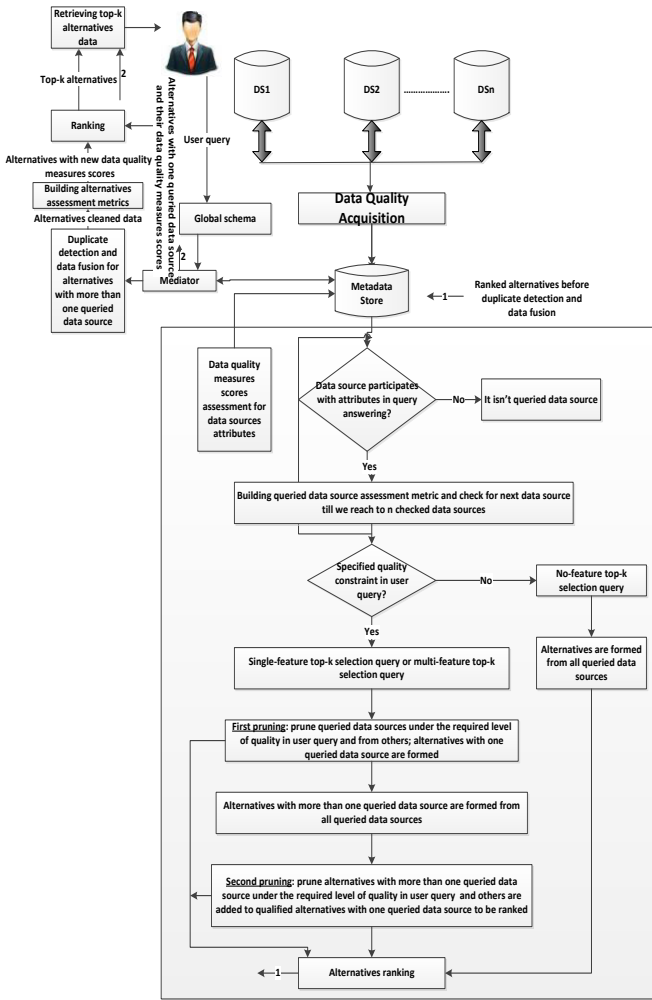 Retrieving top-k
alternatives
data
Top-k alternatives
2
Ranking
Alternatives with new data quality
measures scores
Building alternatives
assessment metrics
Alternatives cleaned data
Duplicate
detection and
data fusion for
alternatives
with more than
one queried
data source
Alternatives with one queried data source
and their data quality measures scores
User query
Global schema
2
Mediator
DS1
DS2
....................
DSn
Data Quality
Acquisition
Metadata
Store
1
Ranked alternatives before
duplicate detection and
data fusion
Data quality
measures
scores
assessment for
data sources
attributes
Data source participates
with attributes in query
answering?
No
It isn't queried data source
Yes
Building queried data source assessment metric and check for next data source
till we reach to n checked data sources
Specified quality
constraint in user
query?
No
No-feature top-k
selection query
Yes
Alternatives are formed
from all queried data
sources
Single-feature top-k selection query or multi-feature top-k
selection query
First pruning: prune queried data sources under the required level
of quality in user query and from others; alternatives with one
queried data source are formed
Alternatives with more than one queried data source are formed from
all queried data sources
Second pruning: prune alternatives with more than one queried data
source under the required level of quality in user query and others are
added to qualified alternatives with one queried data source to be ranked
1
Alternatives ranking